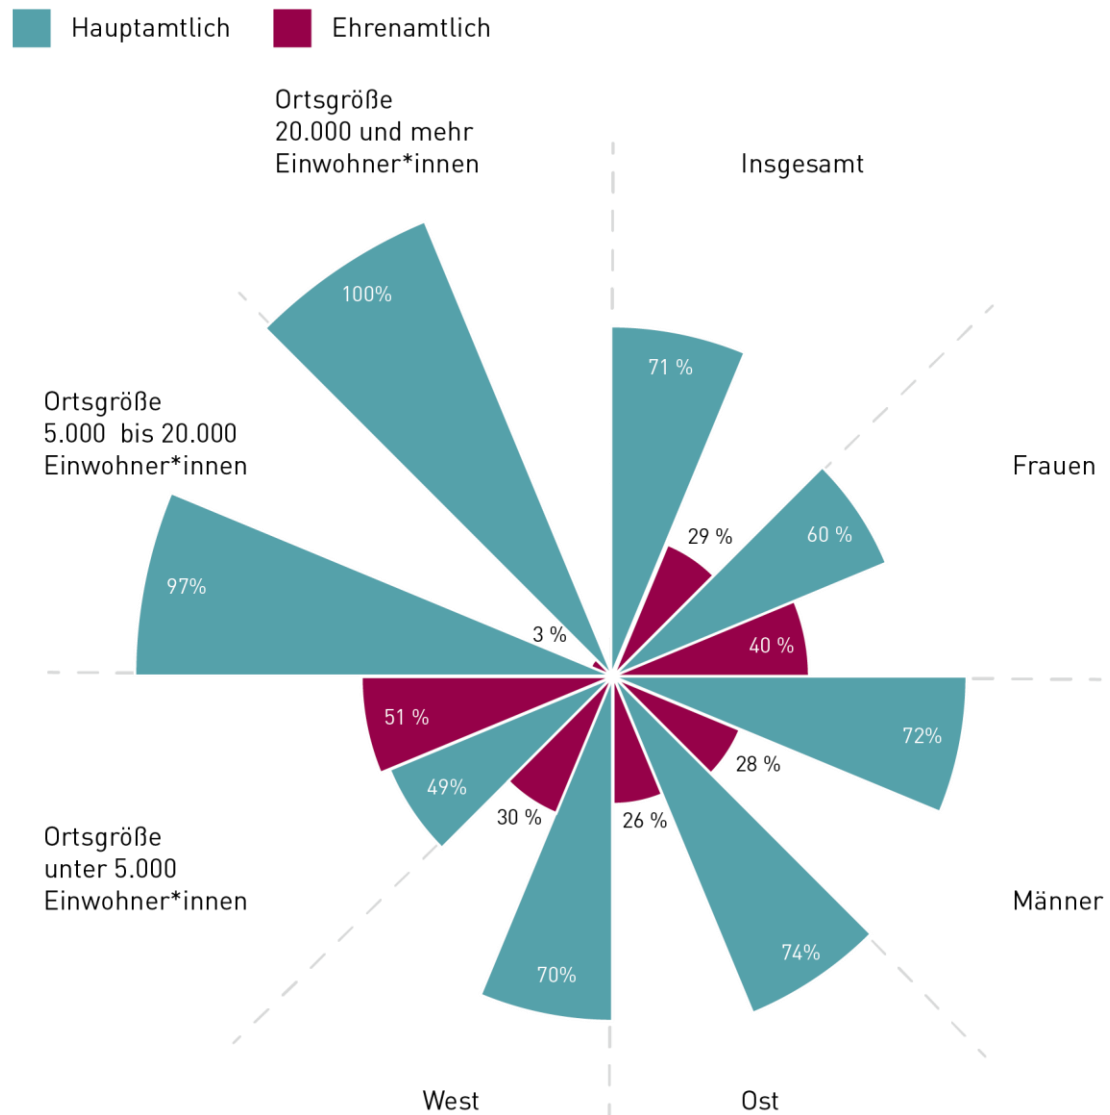 Hauptamtlich
Ehrenamtlich
Ortsgröße
20.000 und mehr
Einwohner*innen
Insgesamt
100%
71 %
Ortsgröße
5.000  bis 20.000
Einwohner*innen
Frauen
29 %
60 %
97%
3 %
40 %
51 %
72%
49%
28 %
30 %
26 %
Ortsgröße
unter 5.000
Einwohner*innen
Männer
70%
74%
West
Ost